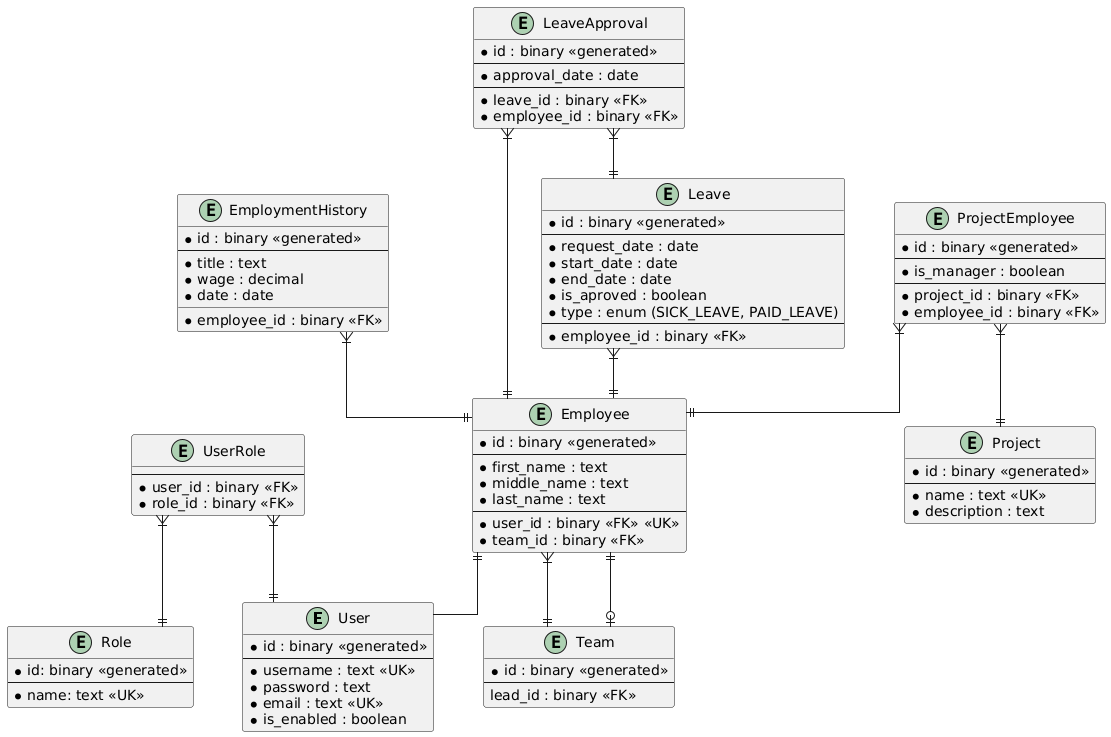 E LeaveApproval
* id : binary «generated»
* approval_date : date
* leave_id : binary «FK»
* employee_id : binary «FK»
E EmploymentHistory
* id : binary «generated»
* title : text
* wage : decimal
* date : date
* employee_id : binary «FK»
E Leave
* id : binary «generated»
* request_date : date
* start_date : date
* end_date : date
* is_aproved : boolean
* type : enum (SICK_LEAVE, PAID_LEAVE)
* employee_id : binary «FK»
E ProjectEmployee
* id : binary «generated»
* is_manager : boolean
* project_id : binary «FK»
* employee_id : binary «FK»
E UserRole
* user_id : binary «FK»
* role_id : binary «FK»
E Employee
* id : binary «generated»
* first_name : text
* middle_name : text
* last_name : text
* user_id : binary «FK» «UK»
* team_id : binary «FK»
E Project
* id : binary «generated»
* name : text «UK»
* description : text
E Role
* id: binary «generated»
* name: text «UK»
E User
* id : binary «generated»
* username : text «UK»
* password : text
* email : text «UK»
* is_enabled : boolean
E Team
* id : binary «generated»
lead_id : binary «FK»